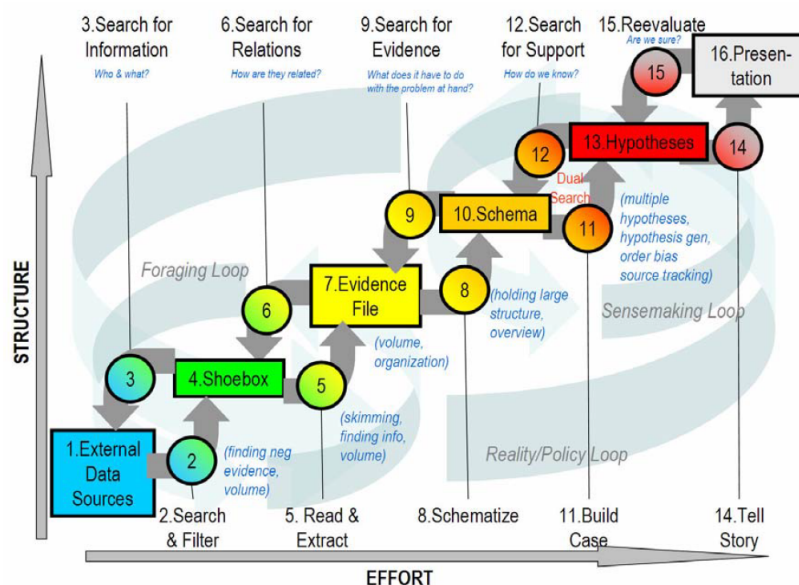 3.Search for
Information
Who & what?
6.Search for
Relations
How are they related?
9.Search for
Evidence
What does it have to do
with the problem at hand?
12.Search
for Support
How do we know?
15.Reevaluate
Are we sure?
15
16.Presen-
tation
12
13.Hypotheses
14
Dual
Search
9
10.Schema
11
(multiple
hypotheses,
hypothesis gen,
order bias
source tracking)
Foraging Loop
6
7.Evidence
File
8
(holding large
structure,
overview)
Sensemaking Loop
3
4.Shoebox
5
(volume,
organization)
1.External
Data
Sources
2
(finding neg
evidence,
volume)
(skimming,
finding info,
volume)
Reality/Policy Loop
2.Search
& Filter
5. Read &
Extract
8.Schematize
11.Build
Case
14.Tell
Story
STRUCTURE
EFFORT